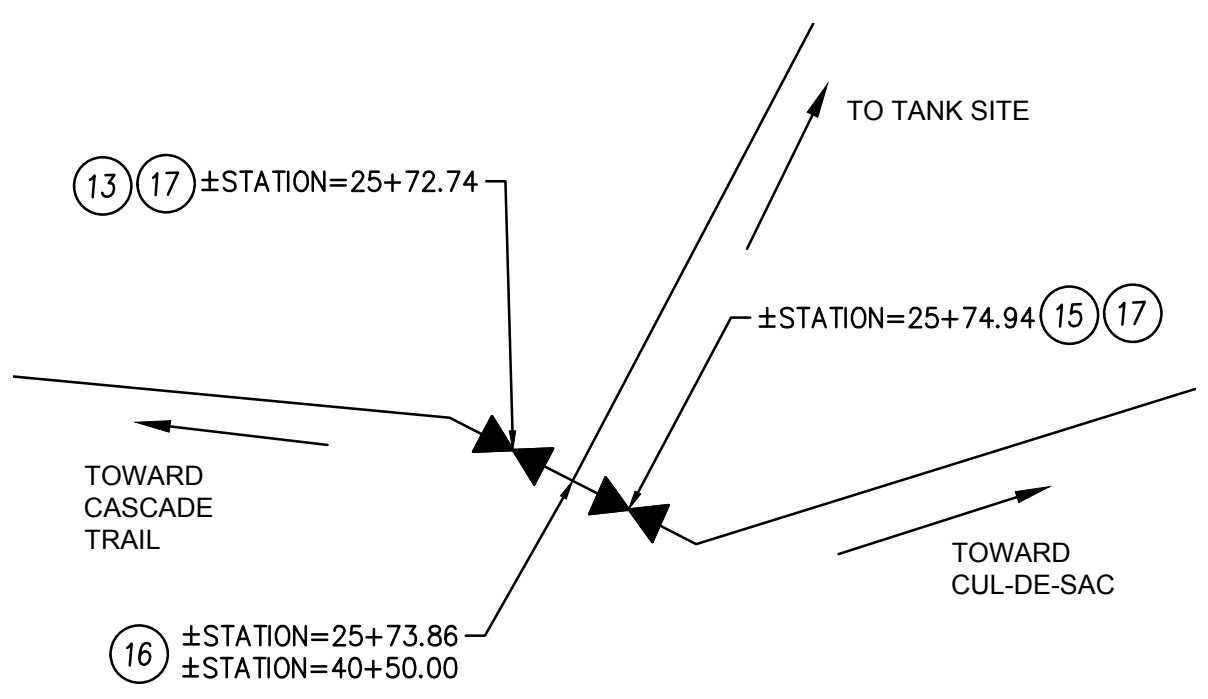 TO TANK SITE
13 17 ±STATION=25+72.74
±STATION=25+74.94 15 17
TOWARD
CASCADE
TRAIL
TOWARD
CUL-DE-SAC
16 ±STATION=25+73.86
±STATION=40+50.00